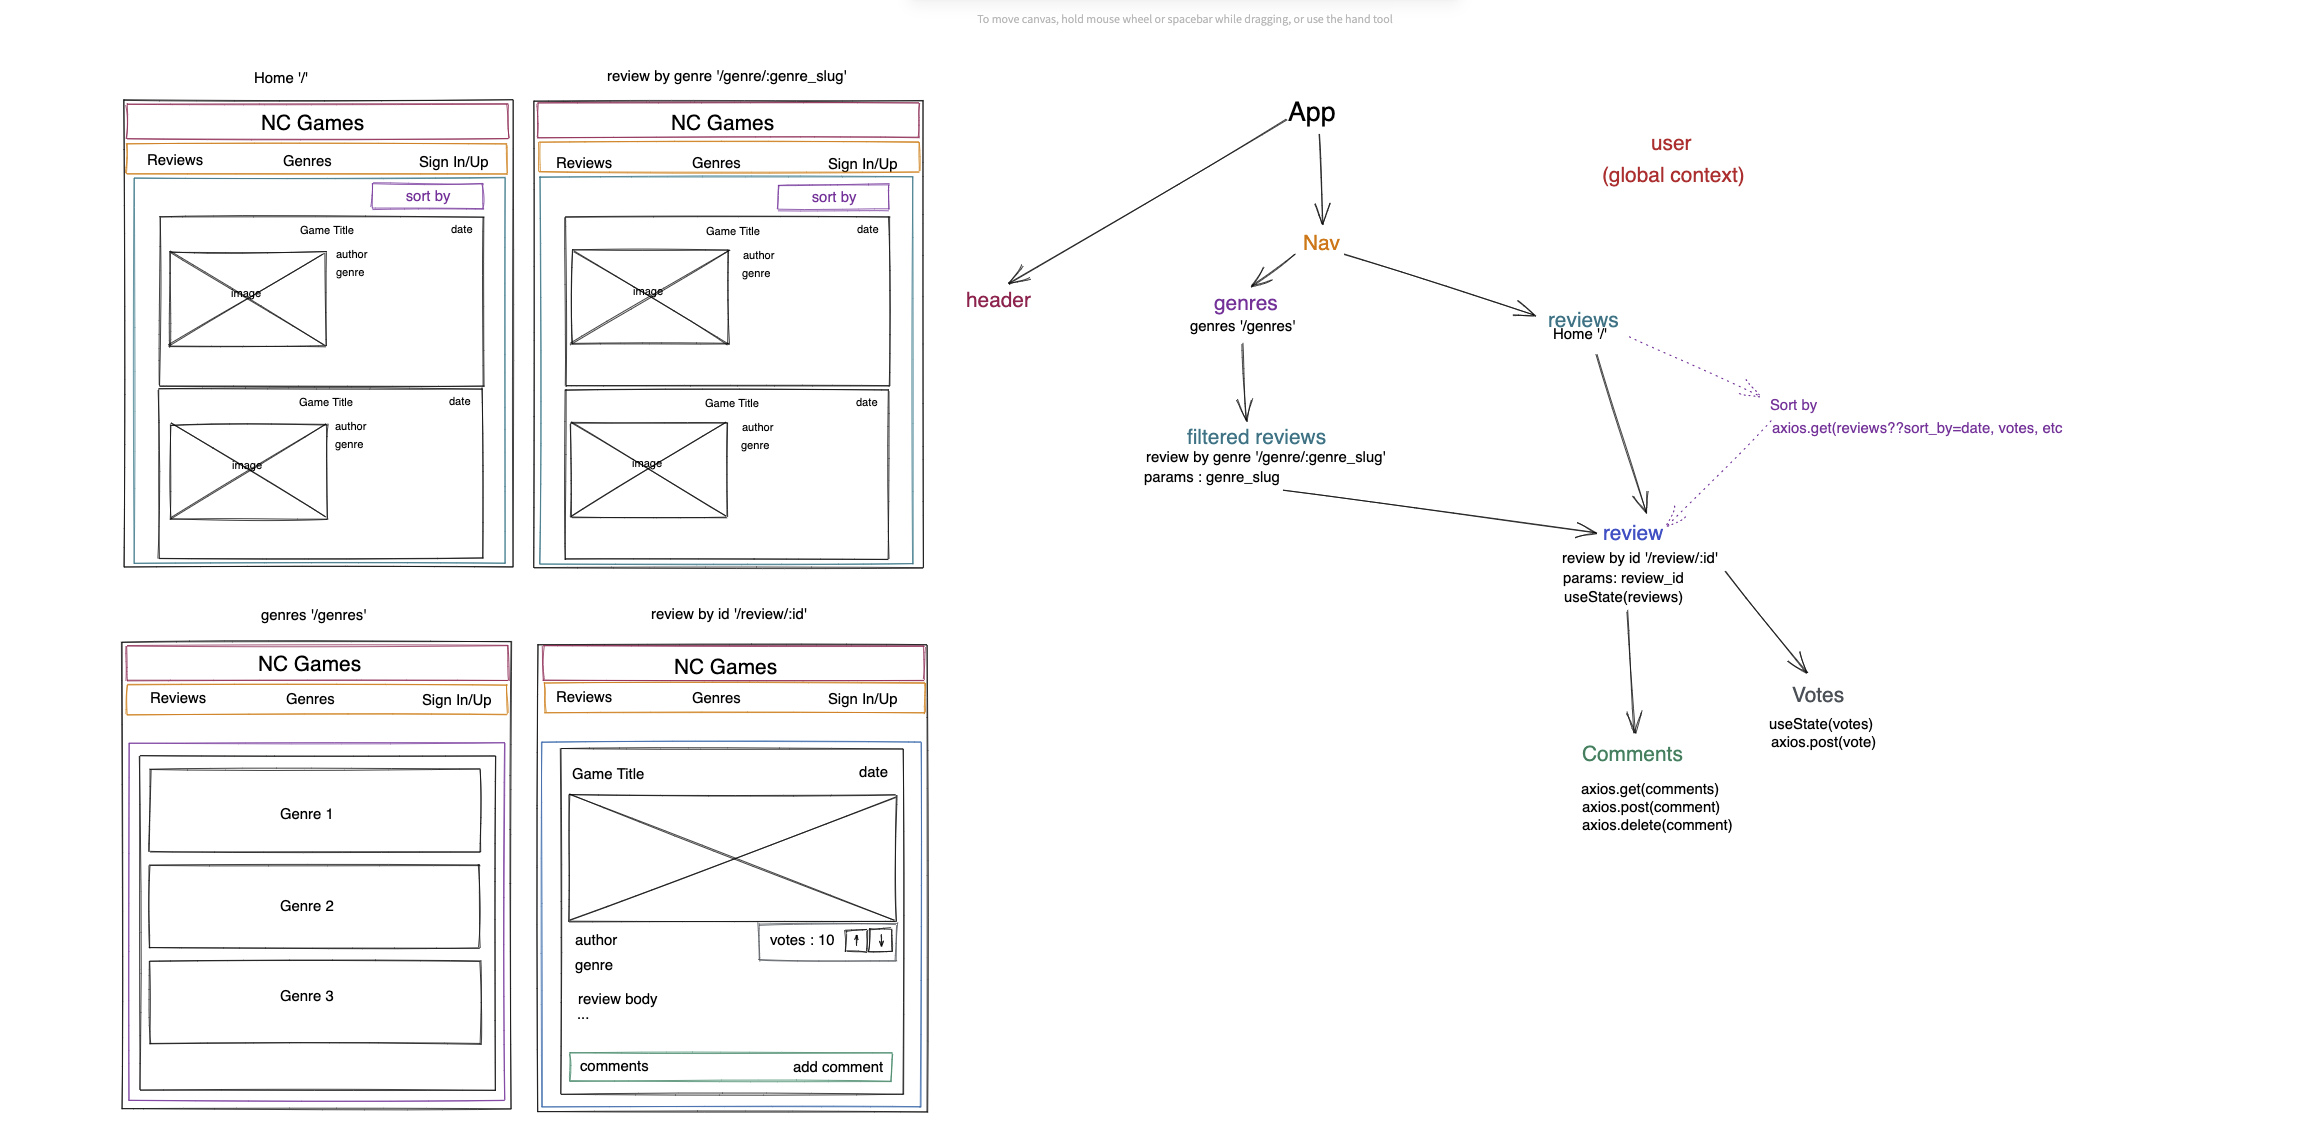 To move canvas, hold mouse wheel or spacebar while dragging, or use the hand tool
Home '/'
NC Games
Reviews Genres Sign In/Up
sort by
Game Title date
author
genre
image
Game Title date
author
genre
image
review by genre '/genre/:genre_slug'
NC Games
Reviews Genres Sign In/Up
sort by
Game Title date
author
genre
image
Game Title date
author
genre
image
genres '/genres'
NC Games
Reviews Genres Sign In/Up
Genre 1
Genre 2
Genre 3
review by id '/review/:id'
NC Games
Reviews Genres Sign In/Up
Game Title date
author votes : 10 ↑ ↓
genre
review body
...
comments add comment
App
user
(global context)
Nav
header
genres
genres '/genres'
reviews
Home '/'
Sort by
axios.get(reviews??sort_by=date, votes, etc
filtered reviews
review by genre '/genre/:genre_slug'
params : genre_slug
review
review by id '/review/:id'
params: review_id
useState(reviews)
Votes
useState(votes)
axios.post(vote)
Comments
axios.get(comments)
axios.post(comment)
axios.delete(comment)